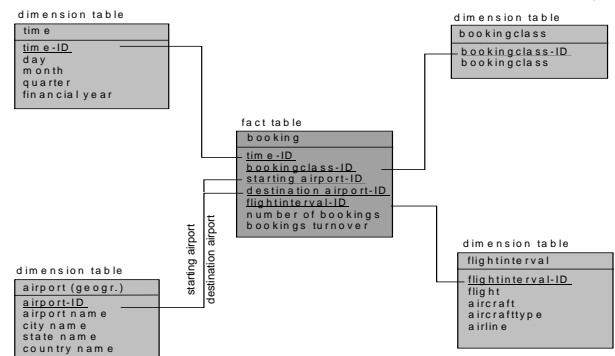 dimension table
time
time-ID
day
month
quarter
financial year
dimension table
bookingclass
bookingclass-ID
bookingclass
fact table
booking
time-ID
bookingclass-ID
starting airport-ID
destination airport-ID
flightinterval-ID
number of bookings
bookings turnover
starting airport
destination airport
dimension table
airport (geogr.)
airport-ID
airport name
city name
state name
country name
dimension table
flightinterval
flightinterval-ID
flight
aircraft
aircrafttype
airline